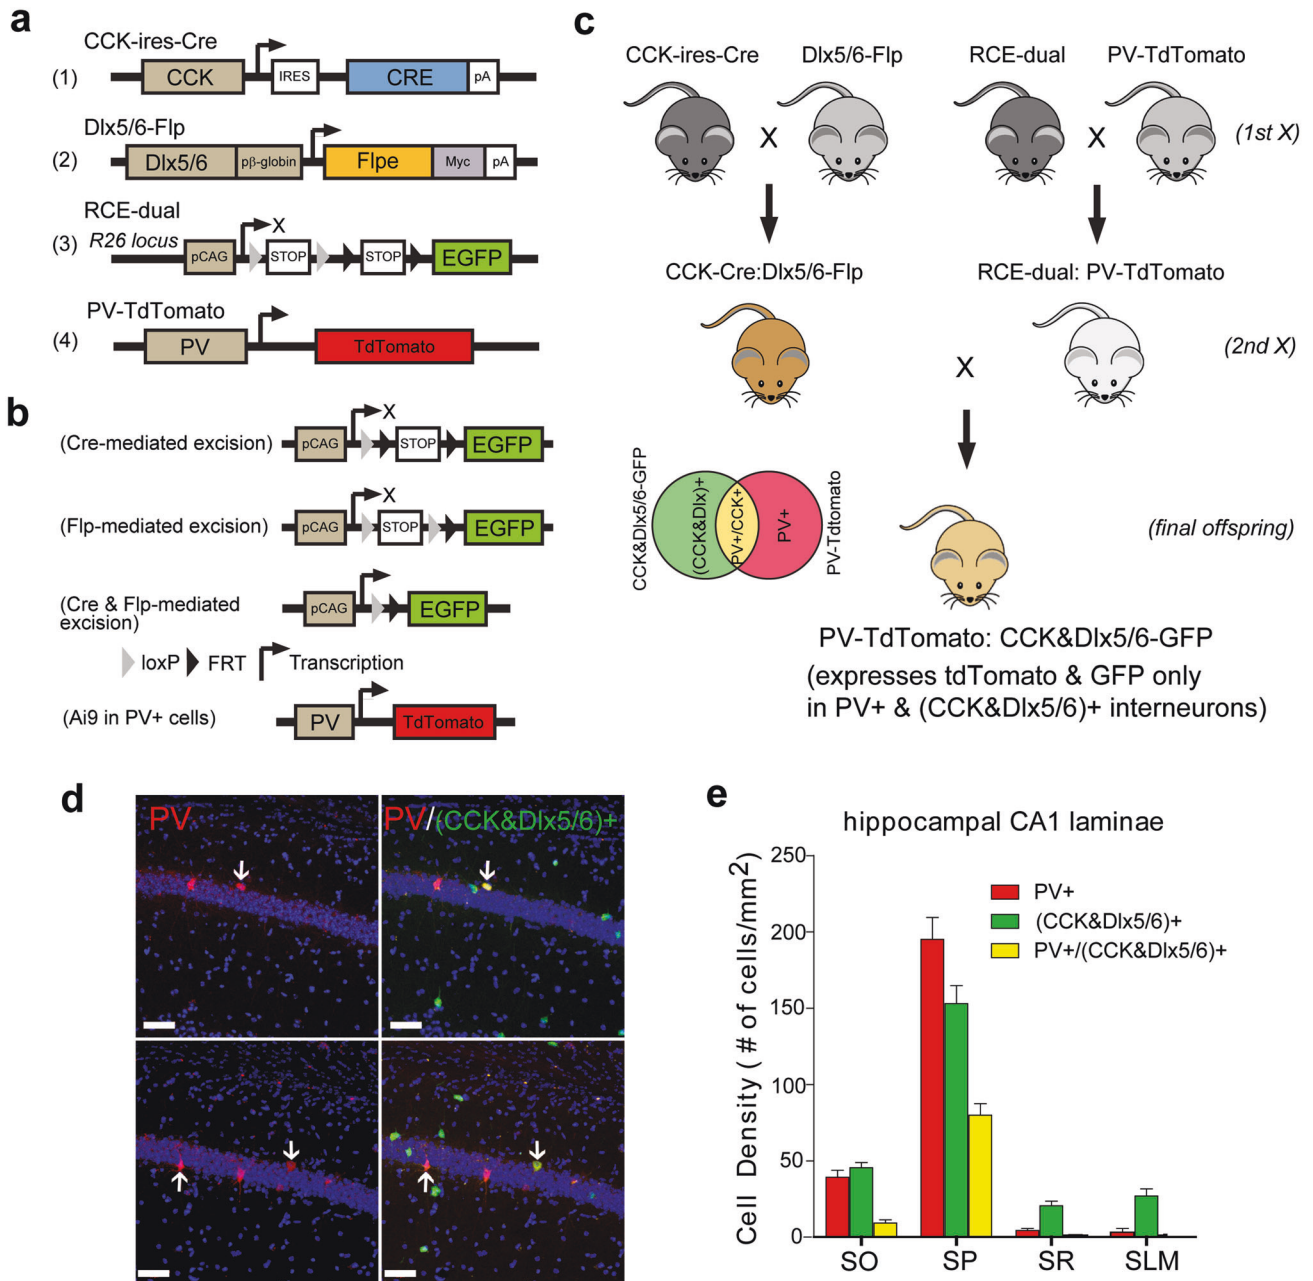 a
CCK-ires-Cre
(1) CCK IRES CRE pA
Dlx5/6-Flp
(2) Dlx5/6 pβ-globin Flpe Myc pA
RCE-dual
X
(3) R26 locus
pCAG STOP STOP EGFP
PV-TdTomato
(4) PV TdTomato
b
X
(Cre-mediated excision) pCAG STOP EGFP
X
(Flp-mediated excision) pCAG STOP EGFP
(Cre & Flp-mediated
excision)
pCAG EGFP
loxP FRT Transcription
(Ai9 in PV+ cells) PV TdTomato
c
CCK-ires-Cre Dlx5/6-Flp RCE-dual PV-TdTomato
X X (1st X)
CCK-Cre:Dlx5/6-Flp RCE-dual: PV-TdTomato
X (2nd X)
CCK&Dlx5/6-GFP
(CCK&Dlx)+
PV+/CCK+
PV+
PV-Tdtomato
(final offspring)
PV-TdTomato: CCK&Dlx5/6-GFP
(expresses tdTomato & GFP only
in PV+ & (CCK&Dlx5/6)+ interneurons)
d
PV PV/(CCK&Dlx5/6)+
e
hippocampal CA1 laminae
Cell Density ( # of cells/mm2)
250
200
150
100
50
0
PV+
(CCK&Dlx5/6)+
PV+/(CCK&Dlx5/6)+
SO SP SR SLM